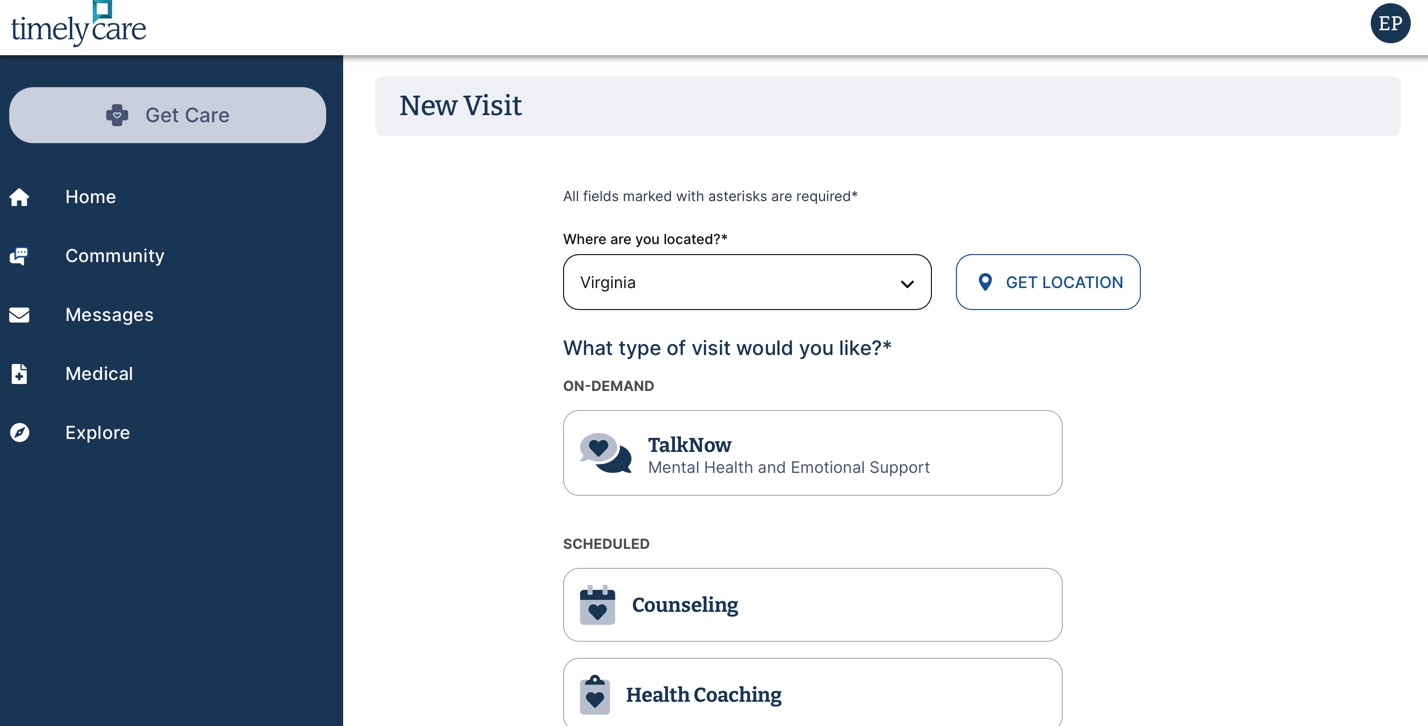 timelycare
EP
Get Care
Home
Community
Messages
Medical
Explore
New Visit
All fields marked with asterisks are required*
Where are you located?*
Virginia
GET LOCATION
What type of visit would you like?*
ON-DEMAND
TalkNow
Mental Health and Emotional Support
SCHEDULED
Counseling
Health Coaching